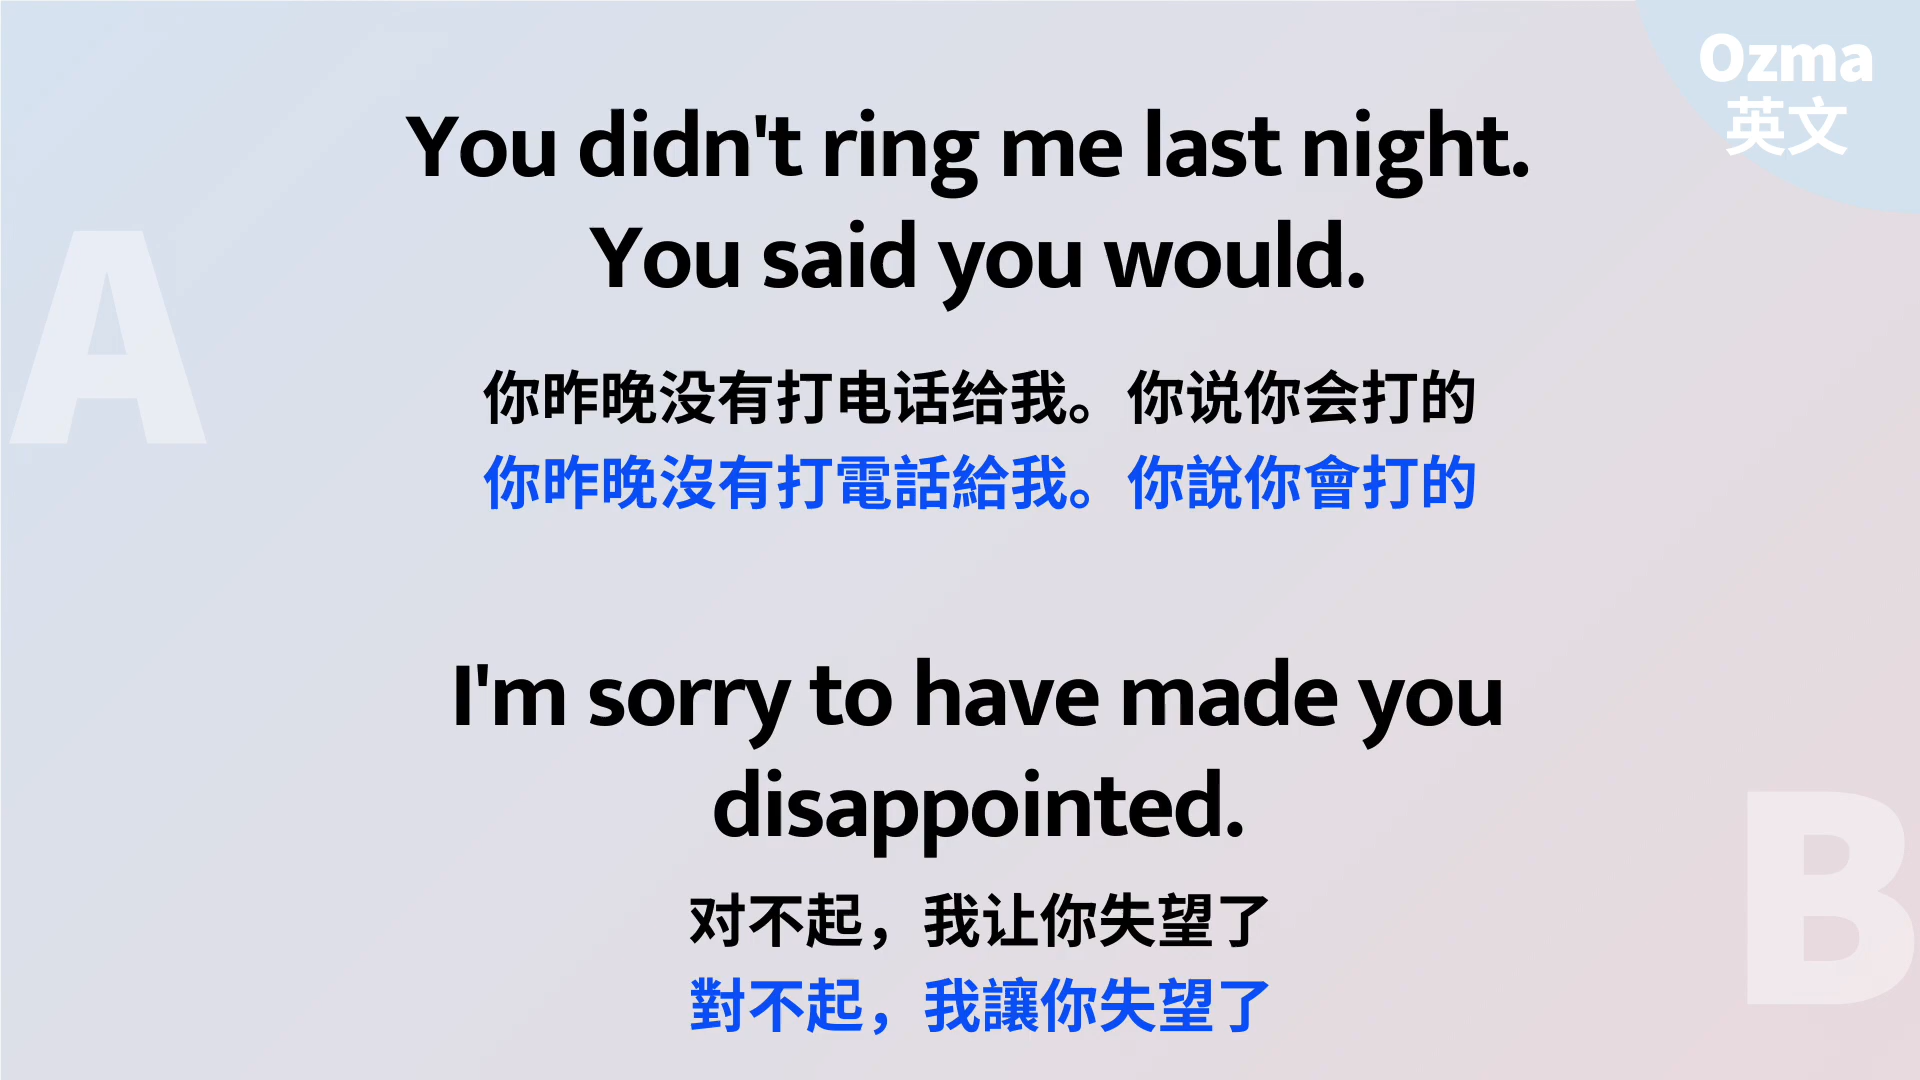 Ozma
英文
A
You didn't ring me last night.
You said you would.
你昨晚没有打电话给我。你说你会打的
你昨晚沒有打電話給我。你說你會打的
B
I'm sorry to have made you
disappointed.
对不起，我让你失望了
對不起，我讓你失望了